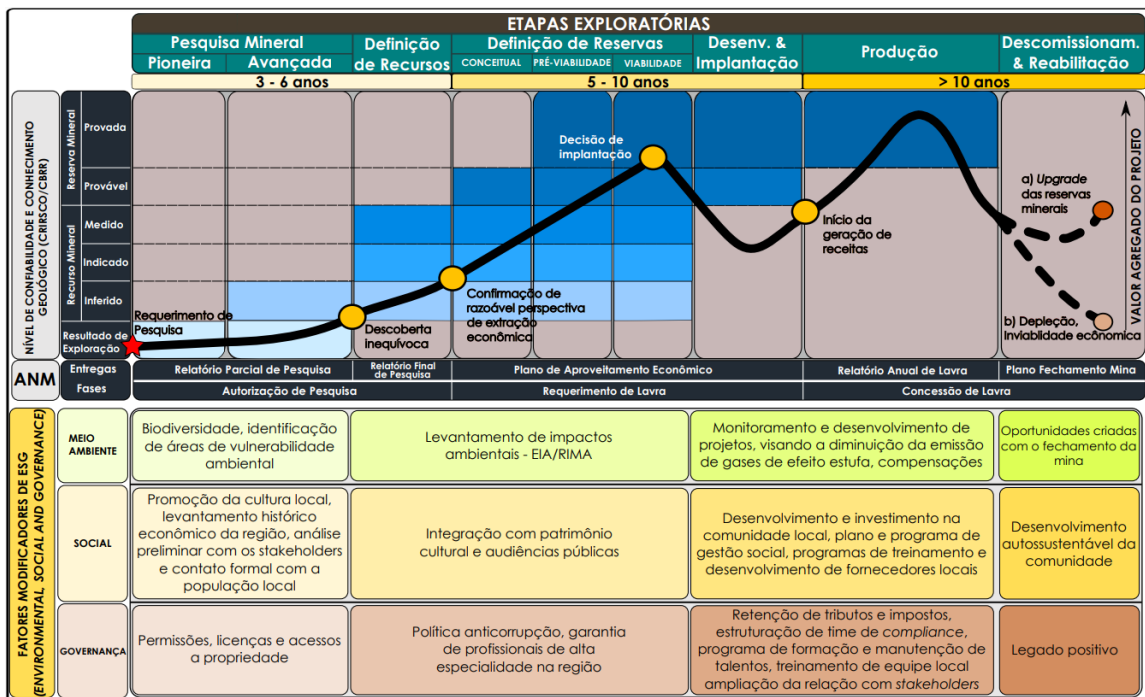 ETAPAS EXPLORATÓRIAS
Pesquisa Mineral
Pioneira
Avançada
Definição
de Recursos
Definição de Reservas
CONCEITUAL
PRÉ-VIABILIDADE
VIABILIDADE
Desenv. &
Implantação
Produção
Descomissionam.
& Reabilitação
3 - 6 anos
5 - 10 anos
> 10 anos
NÍVEL DE CONFIABILIDADE E CONHECIMENTO
GEOLÓGICO (CRIRSCO/CBRR)
Reserva Mineral
Provada
Provável
Recurso Mineral
Medido
Indicado
Inferido
Resultado de
Exploração
Requerimento de
Pesquisa
Descoberta
inequívoca
Confirmação de
razoável perspectiva
de extração
econômica
Decisão de
implantação
Início da
geração de
receitas
a) Upgrade
das reservas
minerais
b) Depleção,
Inviablidade econômica
VALOR AGREGADO DO PROJETO
ANM
Entregas
Fases
Relatório Parcial de Pesquisa
Relatório Final
de Pesquisa
Plano de Aproveitamento Econômico
Relatório Anual de Lavra
Plano Fechamento Mina
Autorização de Pesquisa
Requerimento de Lavra
Concessão de Lavra
FATORES MODIFICADORES DE ESG
(ENVIRONMENTAL, SOCIAL AND GOVERNANCE)
MEIO
AMBIENTE
Biodiversidade, identificação
de áreas de vulnerabilidade
ambiental
Levantamento de impactos
ambientais - EIA/RIMA
Monitoramento e desenvolvimento de
projetos, visando a diminuição da emissão
de gases de efeito estufa, compensações
Oportunidades criadas
com o fechamento da
mina
SOCIAL
Promoção da cultura local,
levantamento histórico
econômico da região, análise
preliminar com os stakeholders
e contato formal com a
população local
Integração com patrimônio
cultural e audiências públicas
Desenvolvimento e investimento na
comunidade local, plano e programa de
gestão social, programas de treinamento e
desenvolvimento de fornecedores locais
Desenvolvimento
autossustentável da
comunidade
GOVERNANÇA
Permissões, licenças e acessos
a propriedade
Política anticorrupção, garantia
de profissionais de alta
especialidade na região
Retenção de tributos e impostos,
estruturação de time de compliance,
programa de formação e manutenção de
talentos, treinamento de equipe local
ampliação da relação com stakeholders
Legado positivo